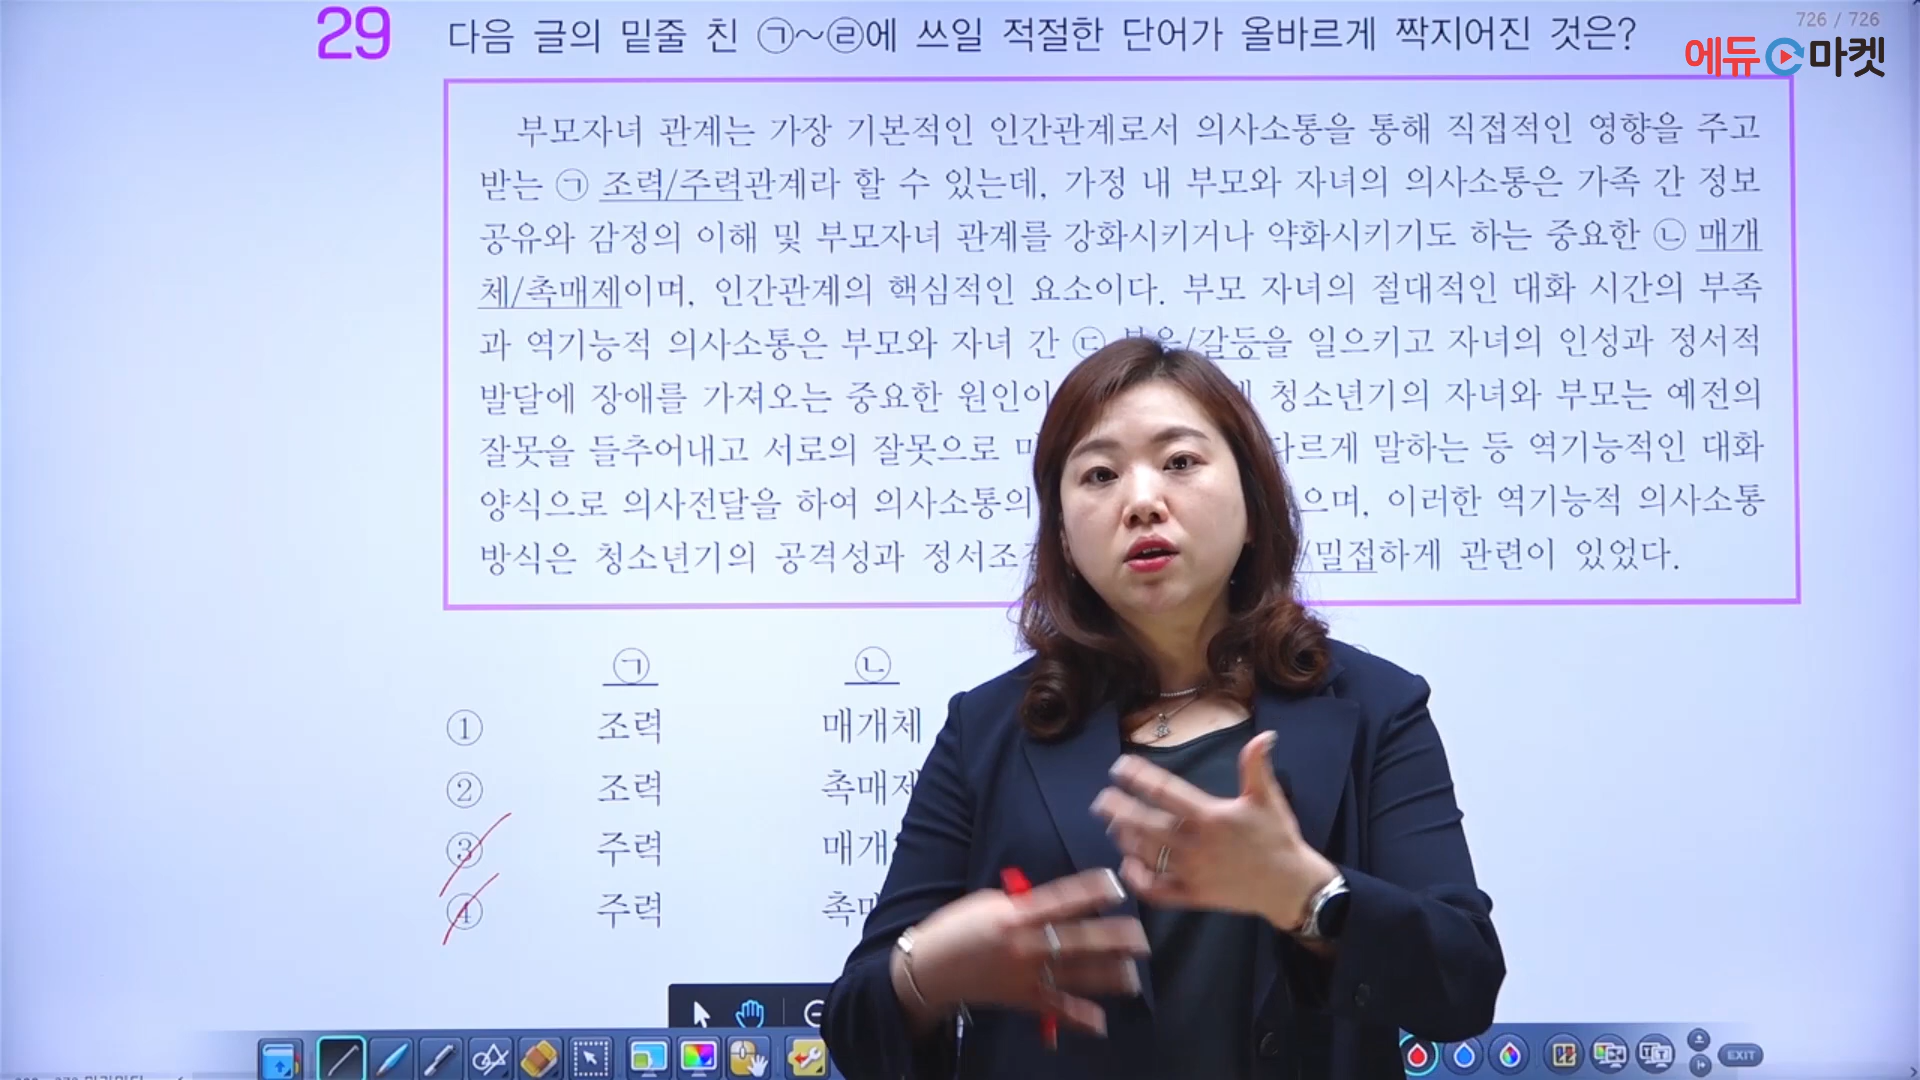 726 / 726
에듀 마켓
29 다음 글의 밑줄 친 ㉠~㉣에 쓰일 적절한 단어가 올바르게 짝지어진 것은?
부모자녀 관계는 가장 기본적인 인간관계로서 의사소통을 통해 직접적인 영향을 주고
받는 ㉠ 조력/주력관계라 할 수 있는데, 가정 내 부모와 자녀의 의사소통은 가족 간 정보
공유와 감정의 이해 및 부모자녀 관계를 강화시키거나 약화시키기도 하는 중요한 ㉡ 매개
체/촉매제이며, 인간관계의 핵심적인 요소이다. 부모 자녀의 절대적인 대화 시간의 부족
과 역기능적 의사소통은 부모와 자녀 간 ㉢ /갈등을 일으키고 자녀의 인성과 정서적
발달에 장애를 가져오는 중요한 원인이 청소년기의 자녀와 부모는 예전의
잘못을 들추어내고 서로의 잘못으로 다르게 말하는 등 역기능적인 대화
양식으로 의사전달을 하여 의사소통의 으며, 이러한 역기능적 의사소통
방식은 청소년기의 공격성과 정서조 /밀접하게 관련이 있었다.
㉠ ㉡
① 조력 매개체
② 조력 촉매제
③ 주력 매개
④ 주력 촉매
EXIT